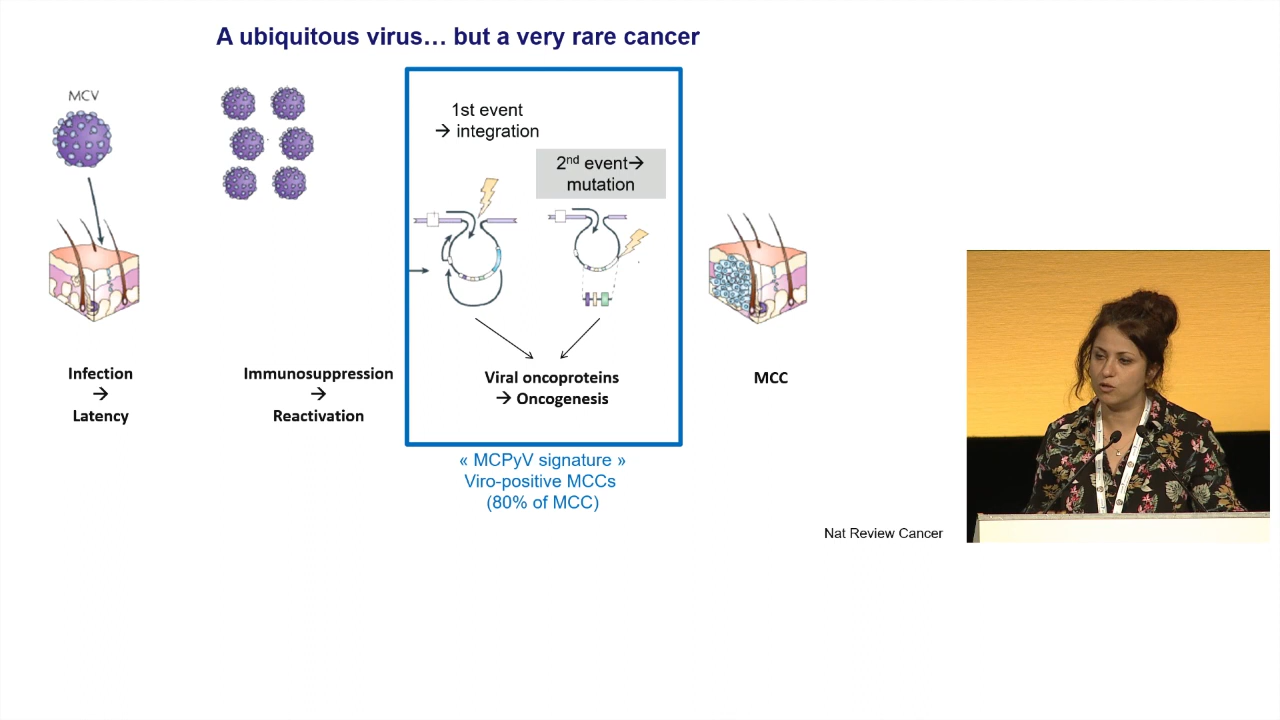 A ubiquitous virus… but a very rare cancer
MCV
1st event
→ integration
2nd event→
mutation
Infection
→
Latency
Immunosuppression
→
Reactivation
Viral oncoproteins
→ Oncogenesis
MCC
« MCPyV signature »
Viro-positive MCCs
(80% of MCC)
Nat Review Cancer